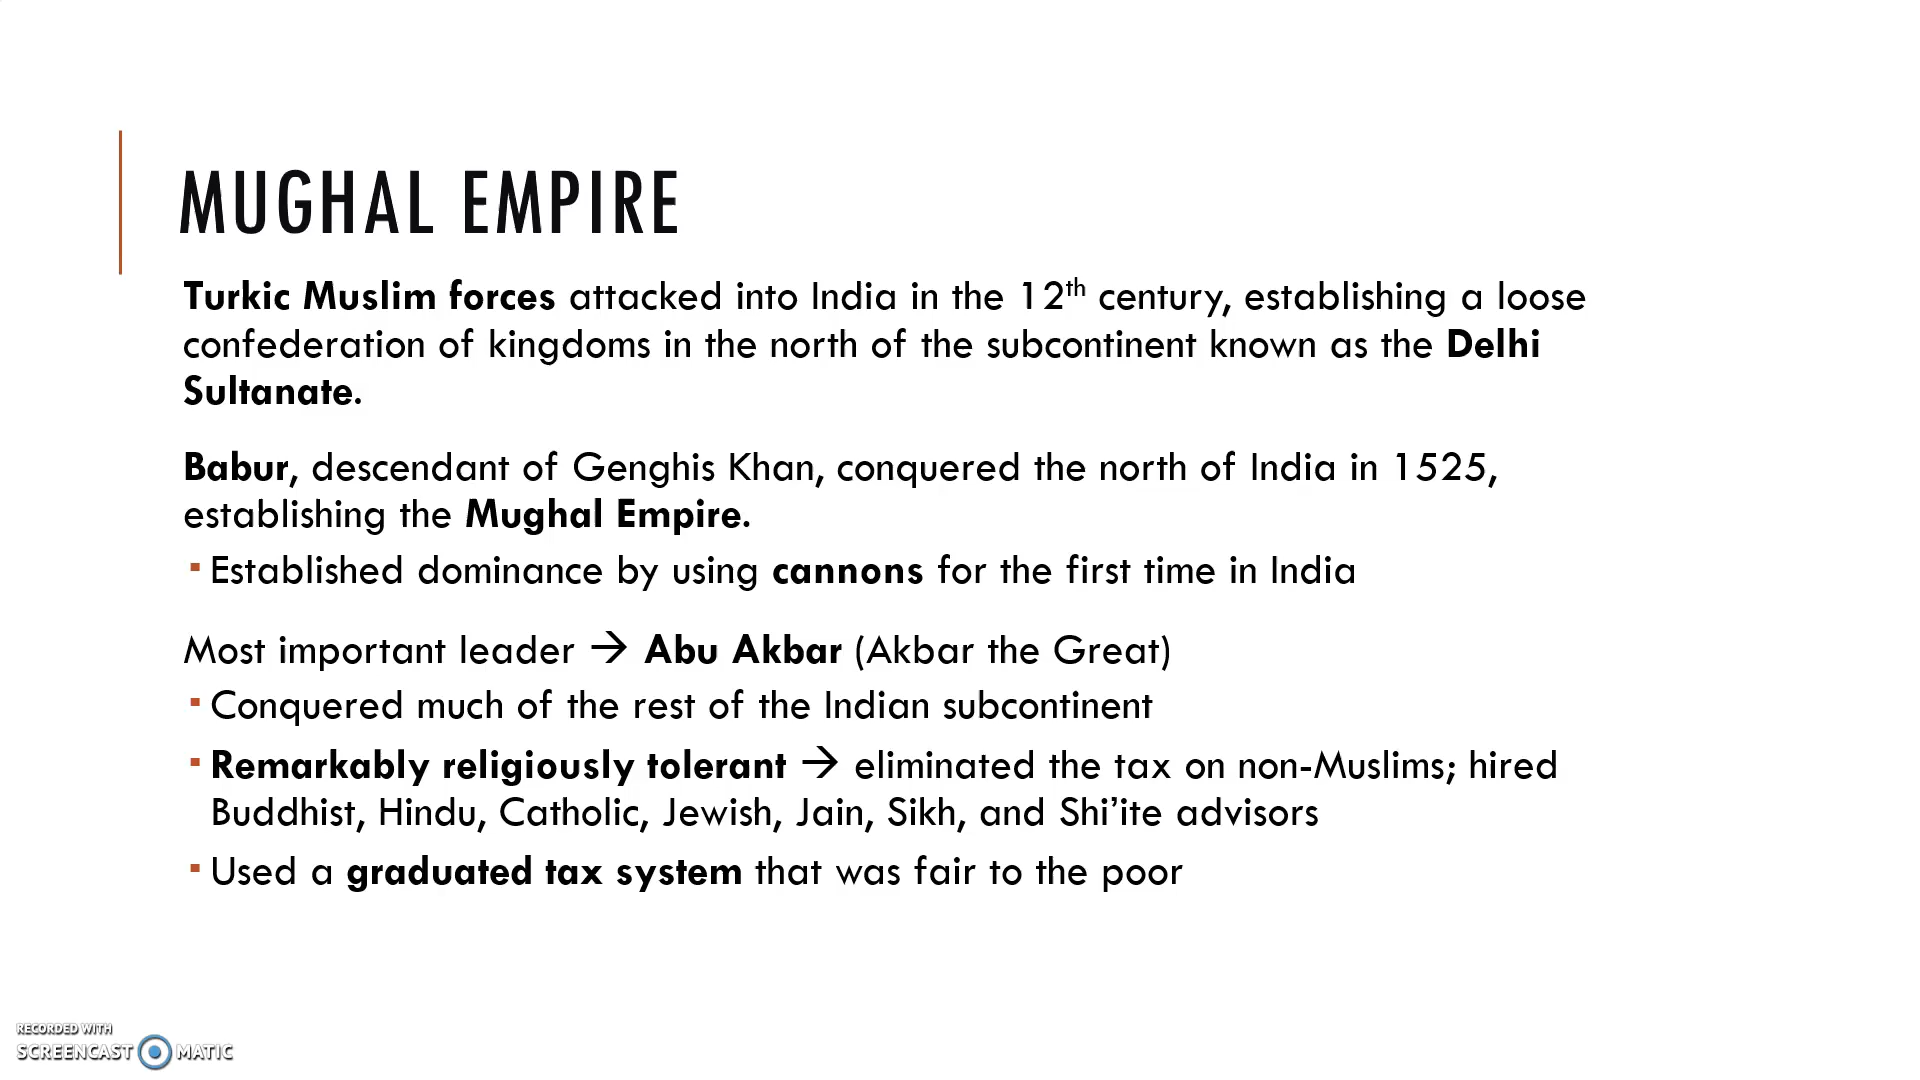 MUGHAL EMPIRE
Turkic Muslim forces attacked into India in the 12th century, establishing a loose
confederation of kingdoms in the north of the subcontinent known as the Delhi
Sultanate.
Babur, descendant of Genghis Khan, conquered the north of India in 1525,
establishing the Mughal Empire.
▪ Established dominance by using cannons for the first time in India
Most important leader → Abu Akbar (Akbar the Great)
▪ Conquered much of the rest of the Indian subcontinent
▪ Remarkably religiously tolerant → eliminated the tax on non-Muslims; hired
Buddhist, Hindu, Catholic, Jewish, Jain, Sikh, and Shi’ite advisors
▪ Used a graduated tax system that was fair to the poor
RECORDED WITH
SCREENCAST MATIC